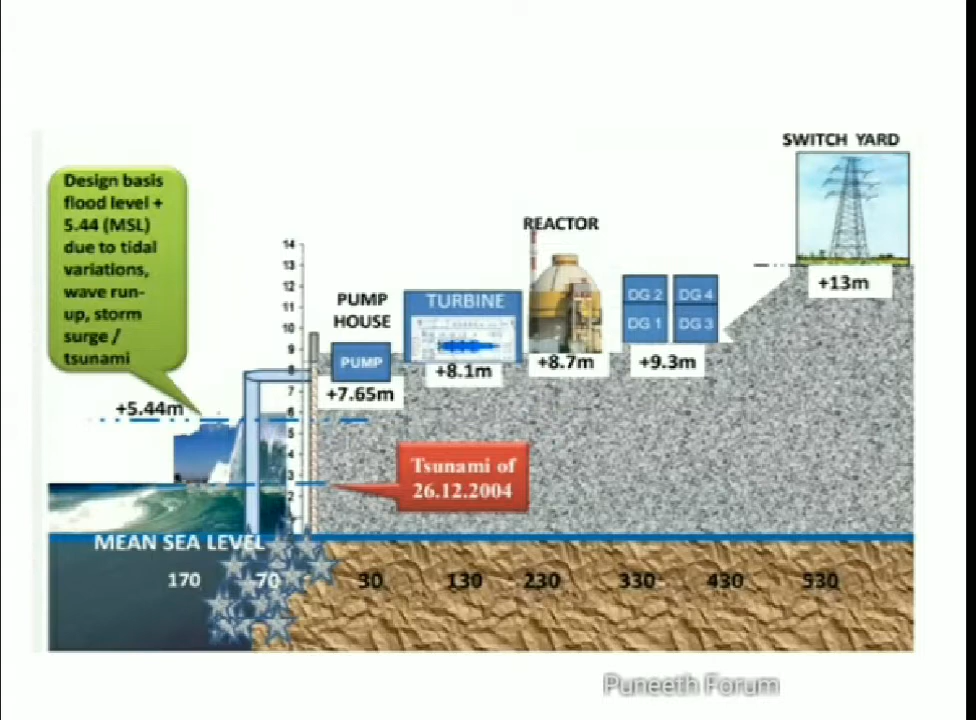 SWITCH YARD
Design basis
flood level +
5.44 (MSL)
due to tidal
variations,
wave run-
up, storm
surge /
tsunami
REACTOR
14
13
12
11
10
9
8
7
6
5
4
3
2
PUMP
HOUSE
TURBINE
DG 2
DG 4
DG 1
DG 3
PUMP
+13m
+7.65m
+8.1m
+8.7m
+9.3m
+5.44m
Tsunami of
26.12.2004
MEAN SEA LEVEL
170 70 30 130 230 330 430 530
Puneeth Forum